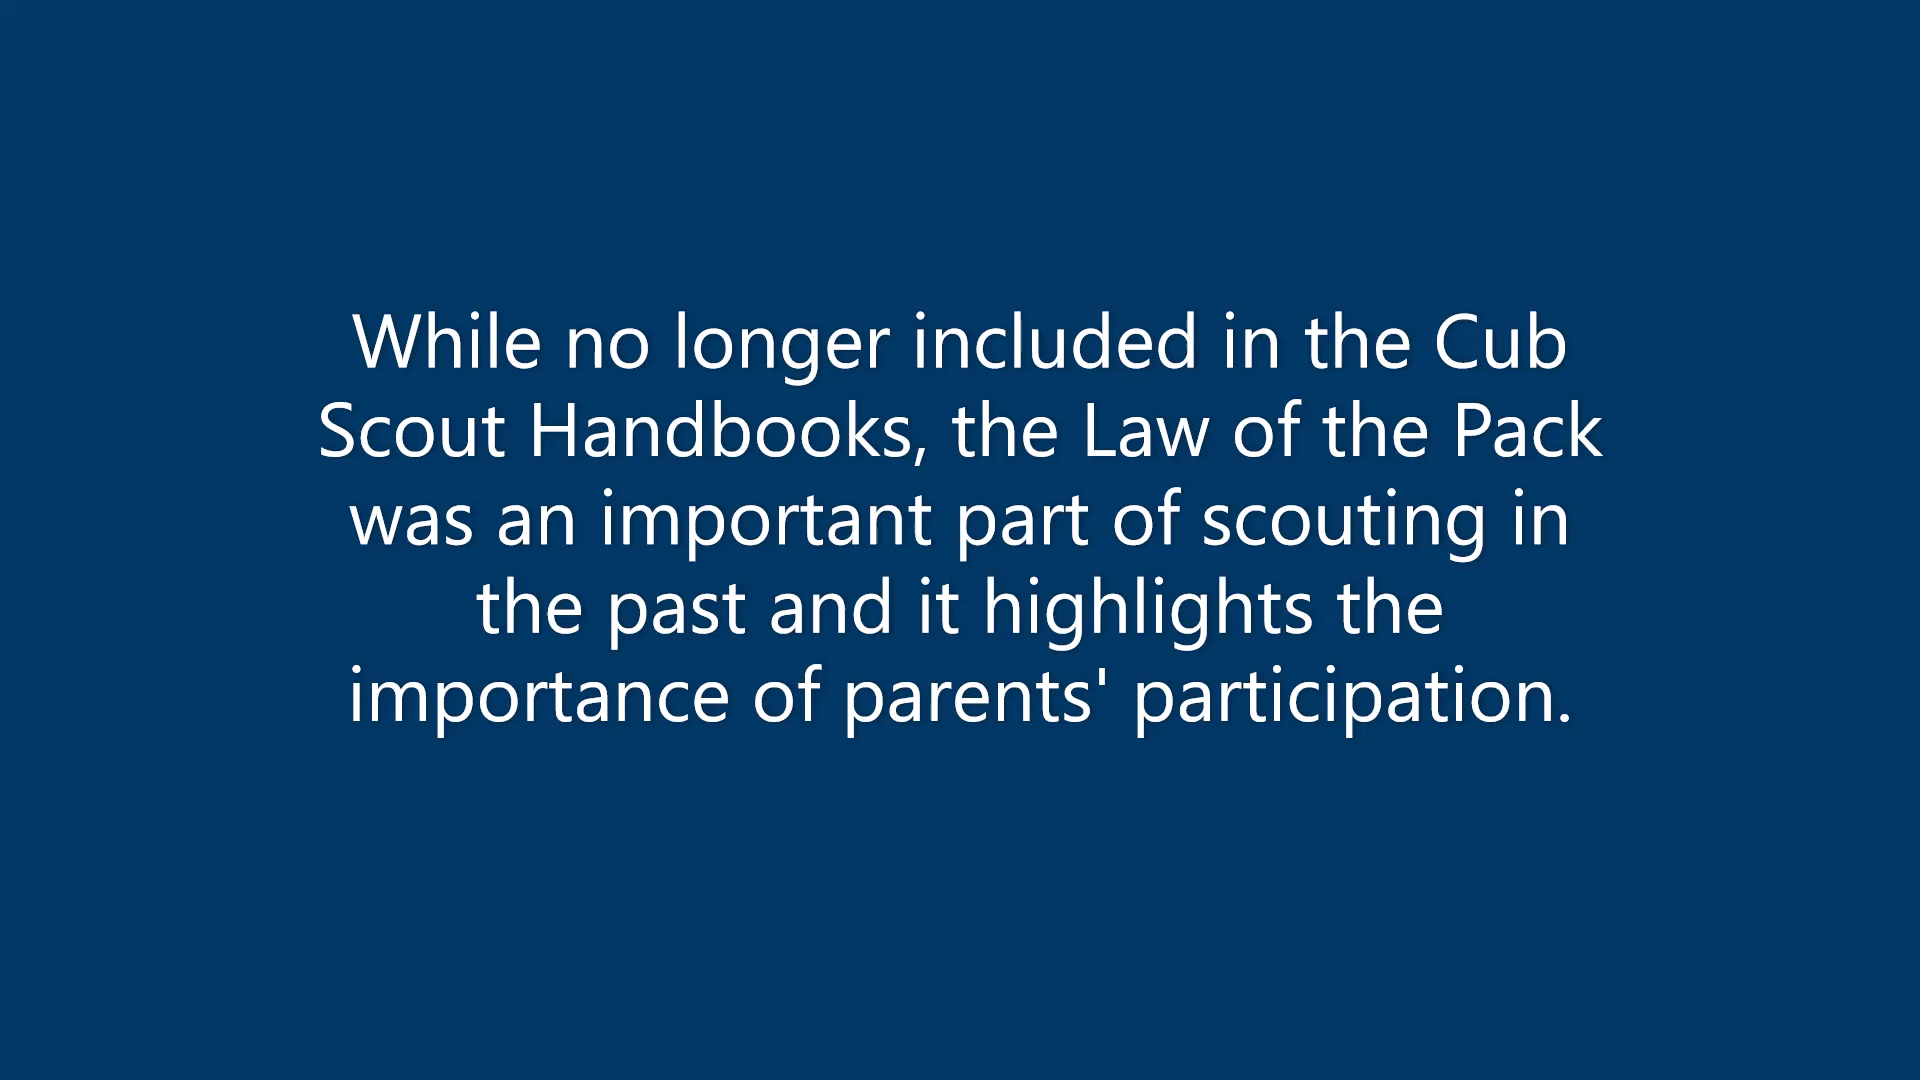 While no longer included in the Cub
Scout Handbooks, the Law of the Pack
was an important part of scouting in
the past and it highlights the
importance of parents' participation.